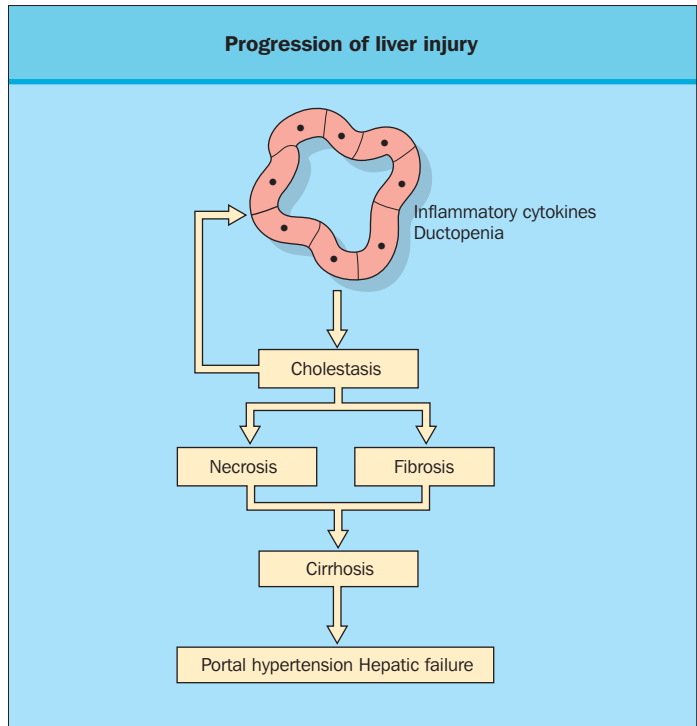 Progression of liver injury
Inflammatory cytokines
Ductopenia
Cholestasis
Necrosis
Fibrosis
Cirrhosis
Portal hypertension Hepatic failure